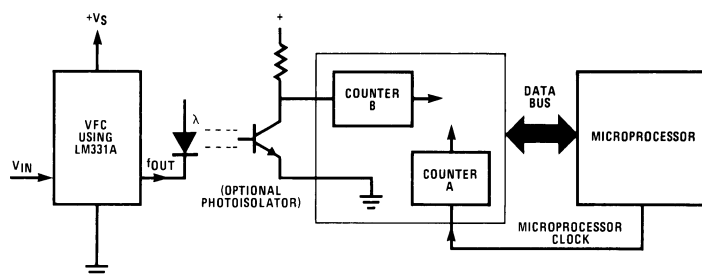 +VS
VFC
USING
LM331A
VIN
fOUT
λ
(OPTIONAL
PHOTOISOLATOR)
+
COUNTER
B
COUNTER
A
DATA
BUS
MICROPROCESSOR
MICROPROCESSOR
CLOCK